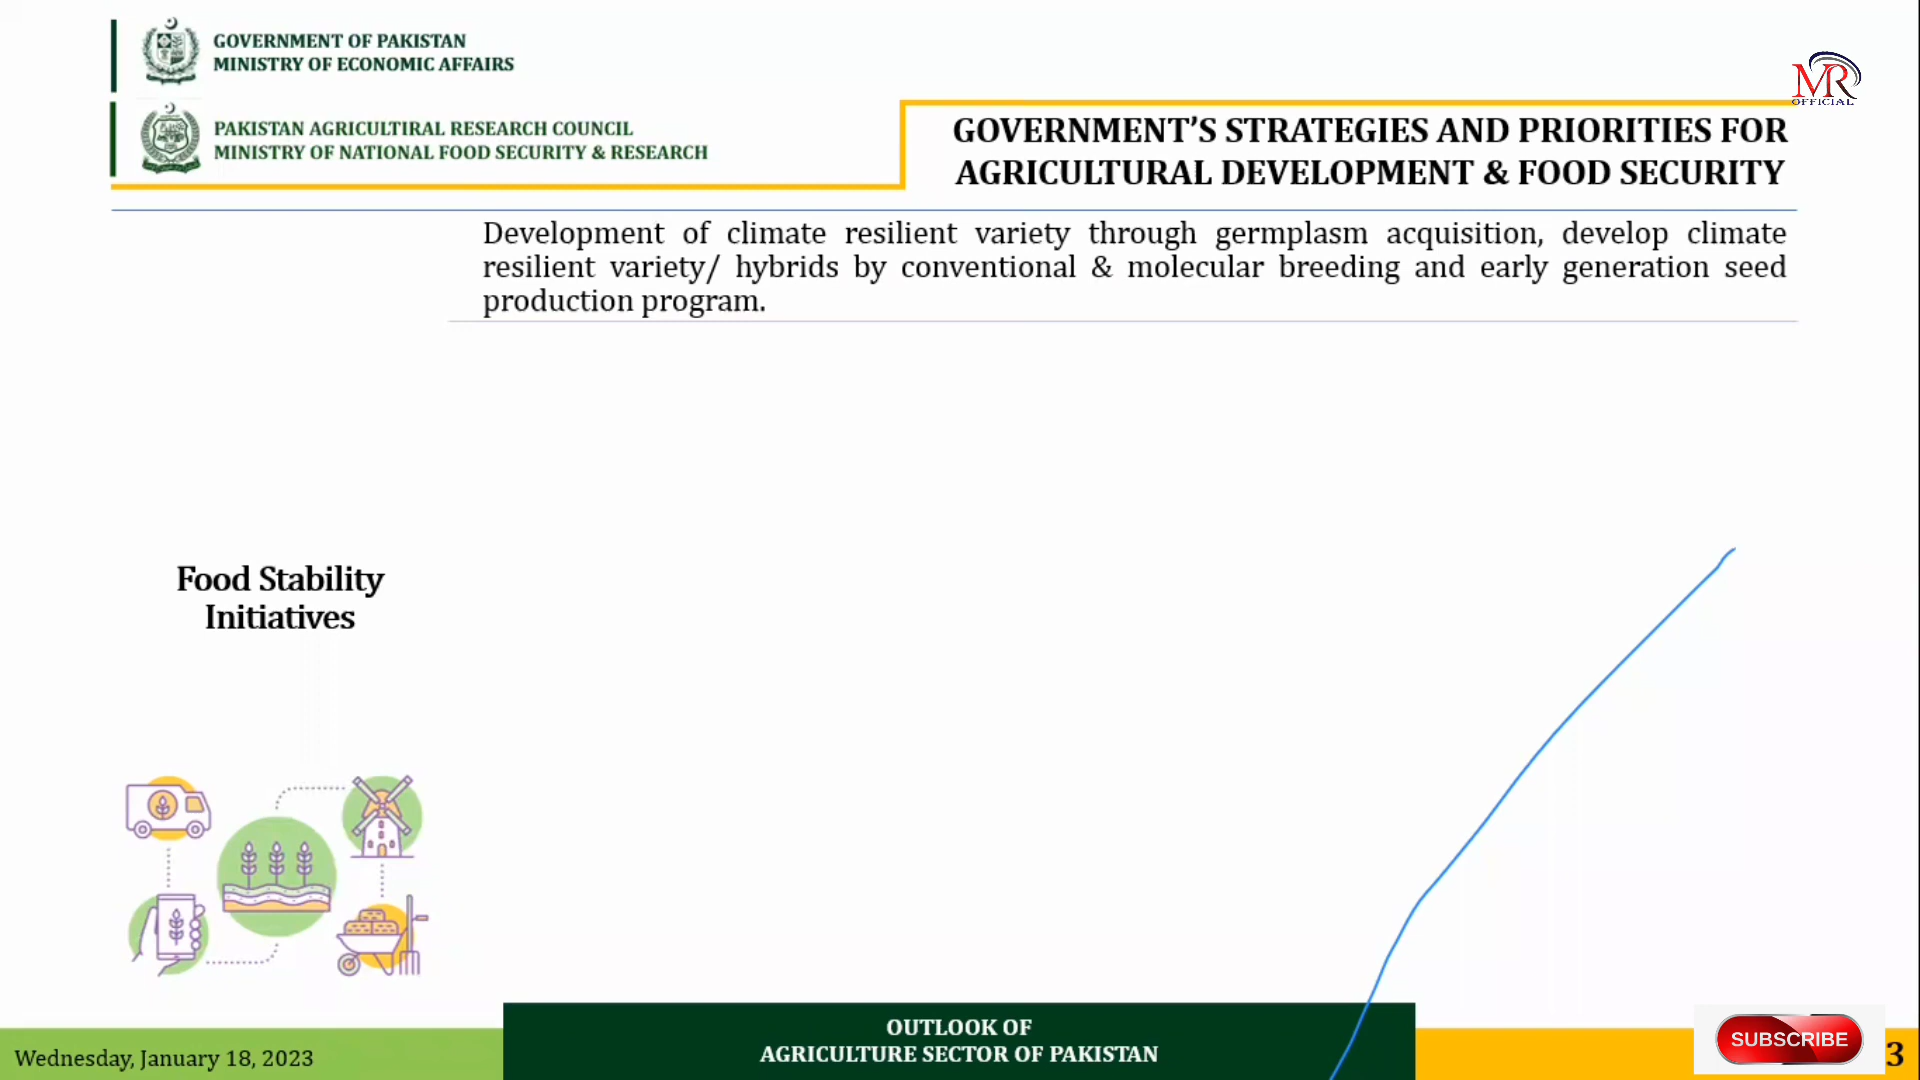 GOVERNMENT OF PAKISTAN
MINISTRY OF ECONOMIC AFFAIRS
PAKISTAN AGRICULTIRAL RESEARCH COUNCIL
MINISTRY OF NATIONAL FOOD SECURITY & RESEARCH
MR
OFFICIAL
GOVERNMENT'S STRATEGIES AND PRIORITIES FOR
AGRICULTURAL DEVELOPMENT & FOOD SECURITY
Development of climate resilient variety through germplasm acquisition, develop climate
resilient variety/ hybrids by conventional & molecular breeding and early generation seed
production program.
Food Stability
Initiatives
Wednesday, January 18, 2023
OUTLOOK OF
AGRICULTURE SECTOR OF PAKISTAN
SUBSCRIBE
3